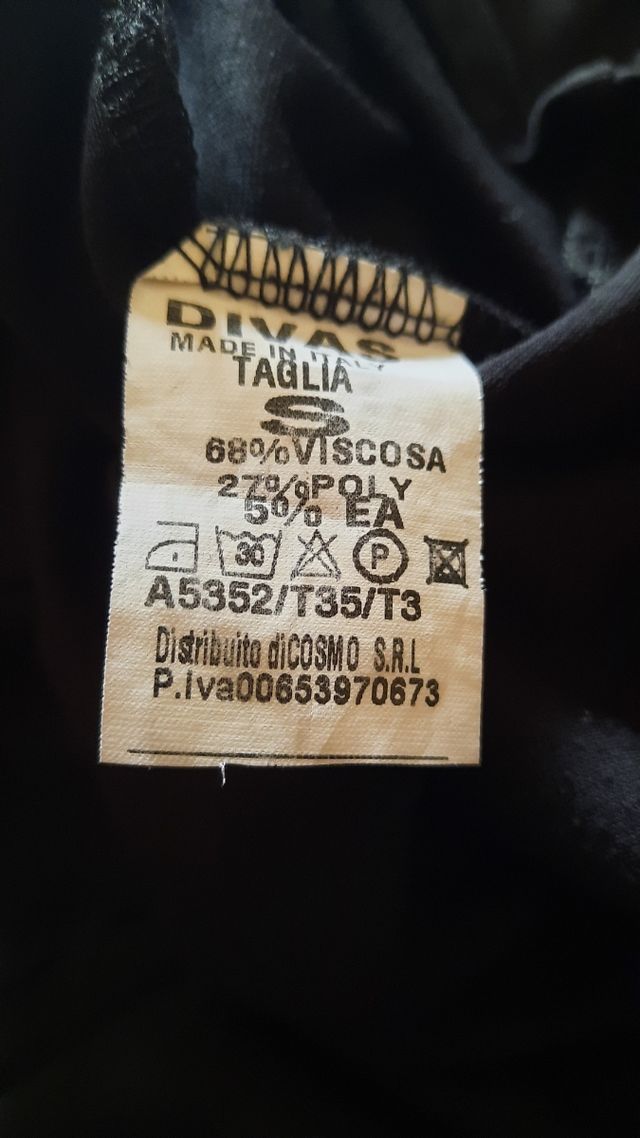 DIVAS
MADE IN ITALY
TAGLIA
S
68%VISCOSA
27%POLY
5% EA
30 P
A5352/T35/T3
Distribuito diCOSMO S.R.L
P.Iva00653970673